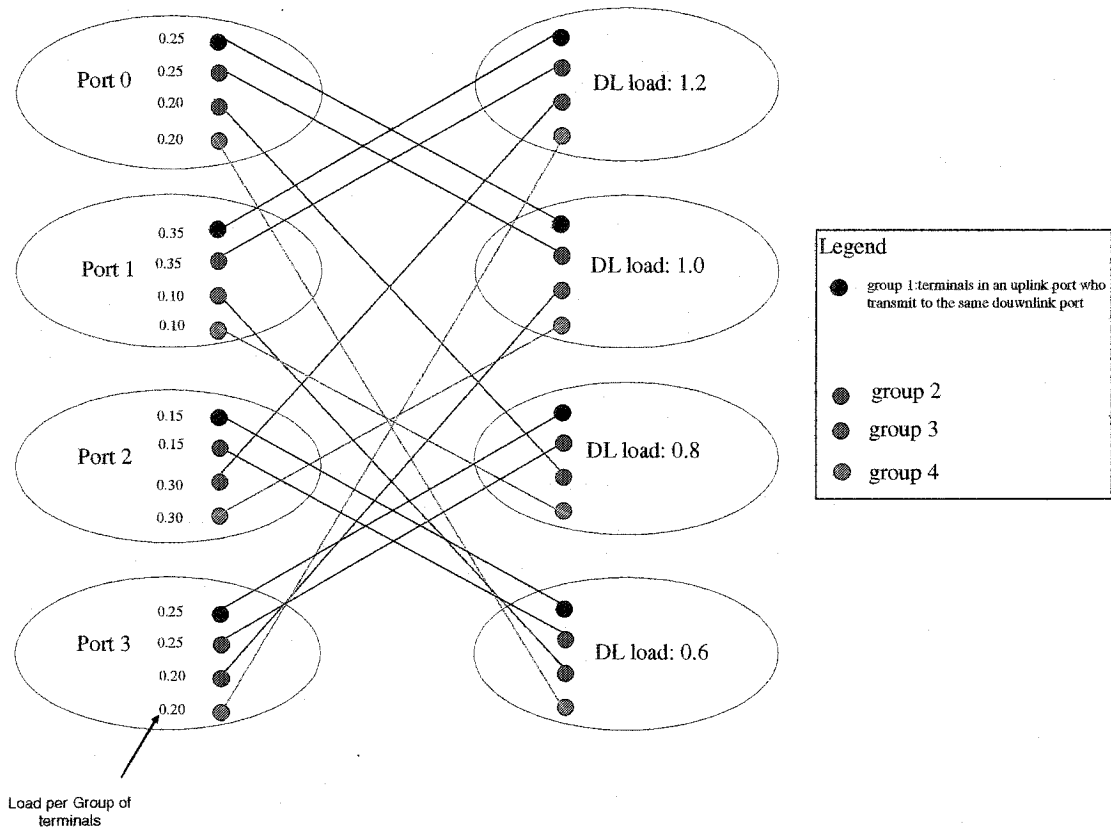 Port 0
0.25
0.25
0.20
0.20
DL load: 1.2
Port 1
0.35
0.35
0.10
0.10
DL load: 1.0
Port 2
0.15
0.15
0.30
0.30
DL load: 0.8
Port 3
0.25
0.25
0.20
0.20
DL load: 0.6
Load per Group of
terminals
Legend
group 1:terminals in an uplink port who
transmit to the same douwnlink port
group 2
group 3
group 4